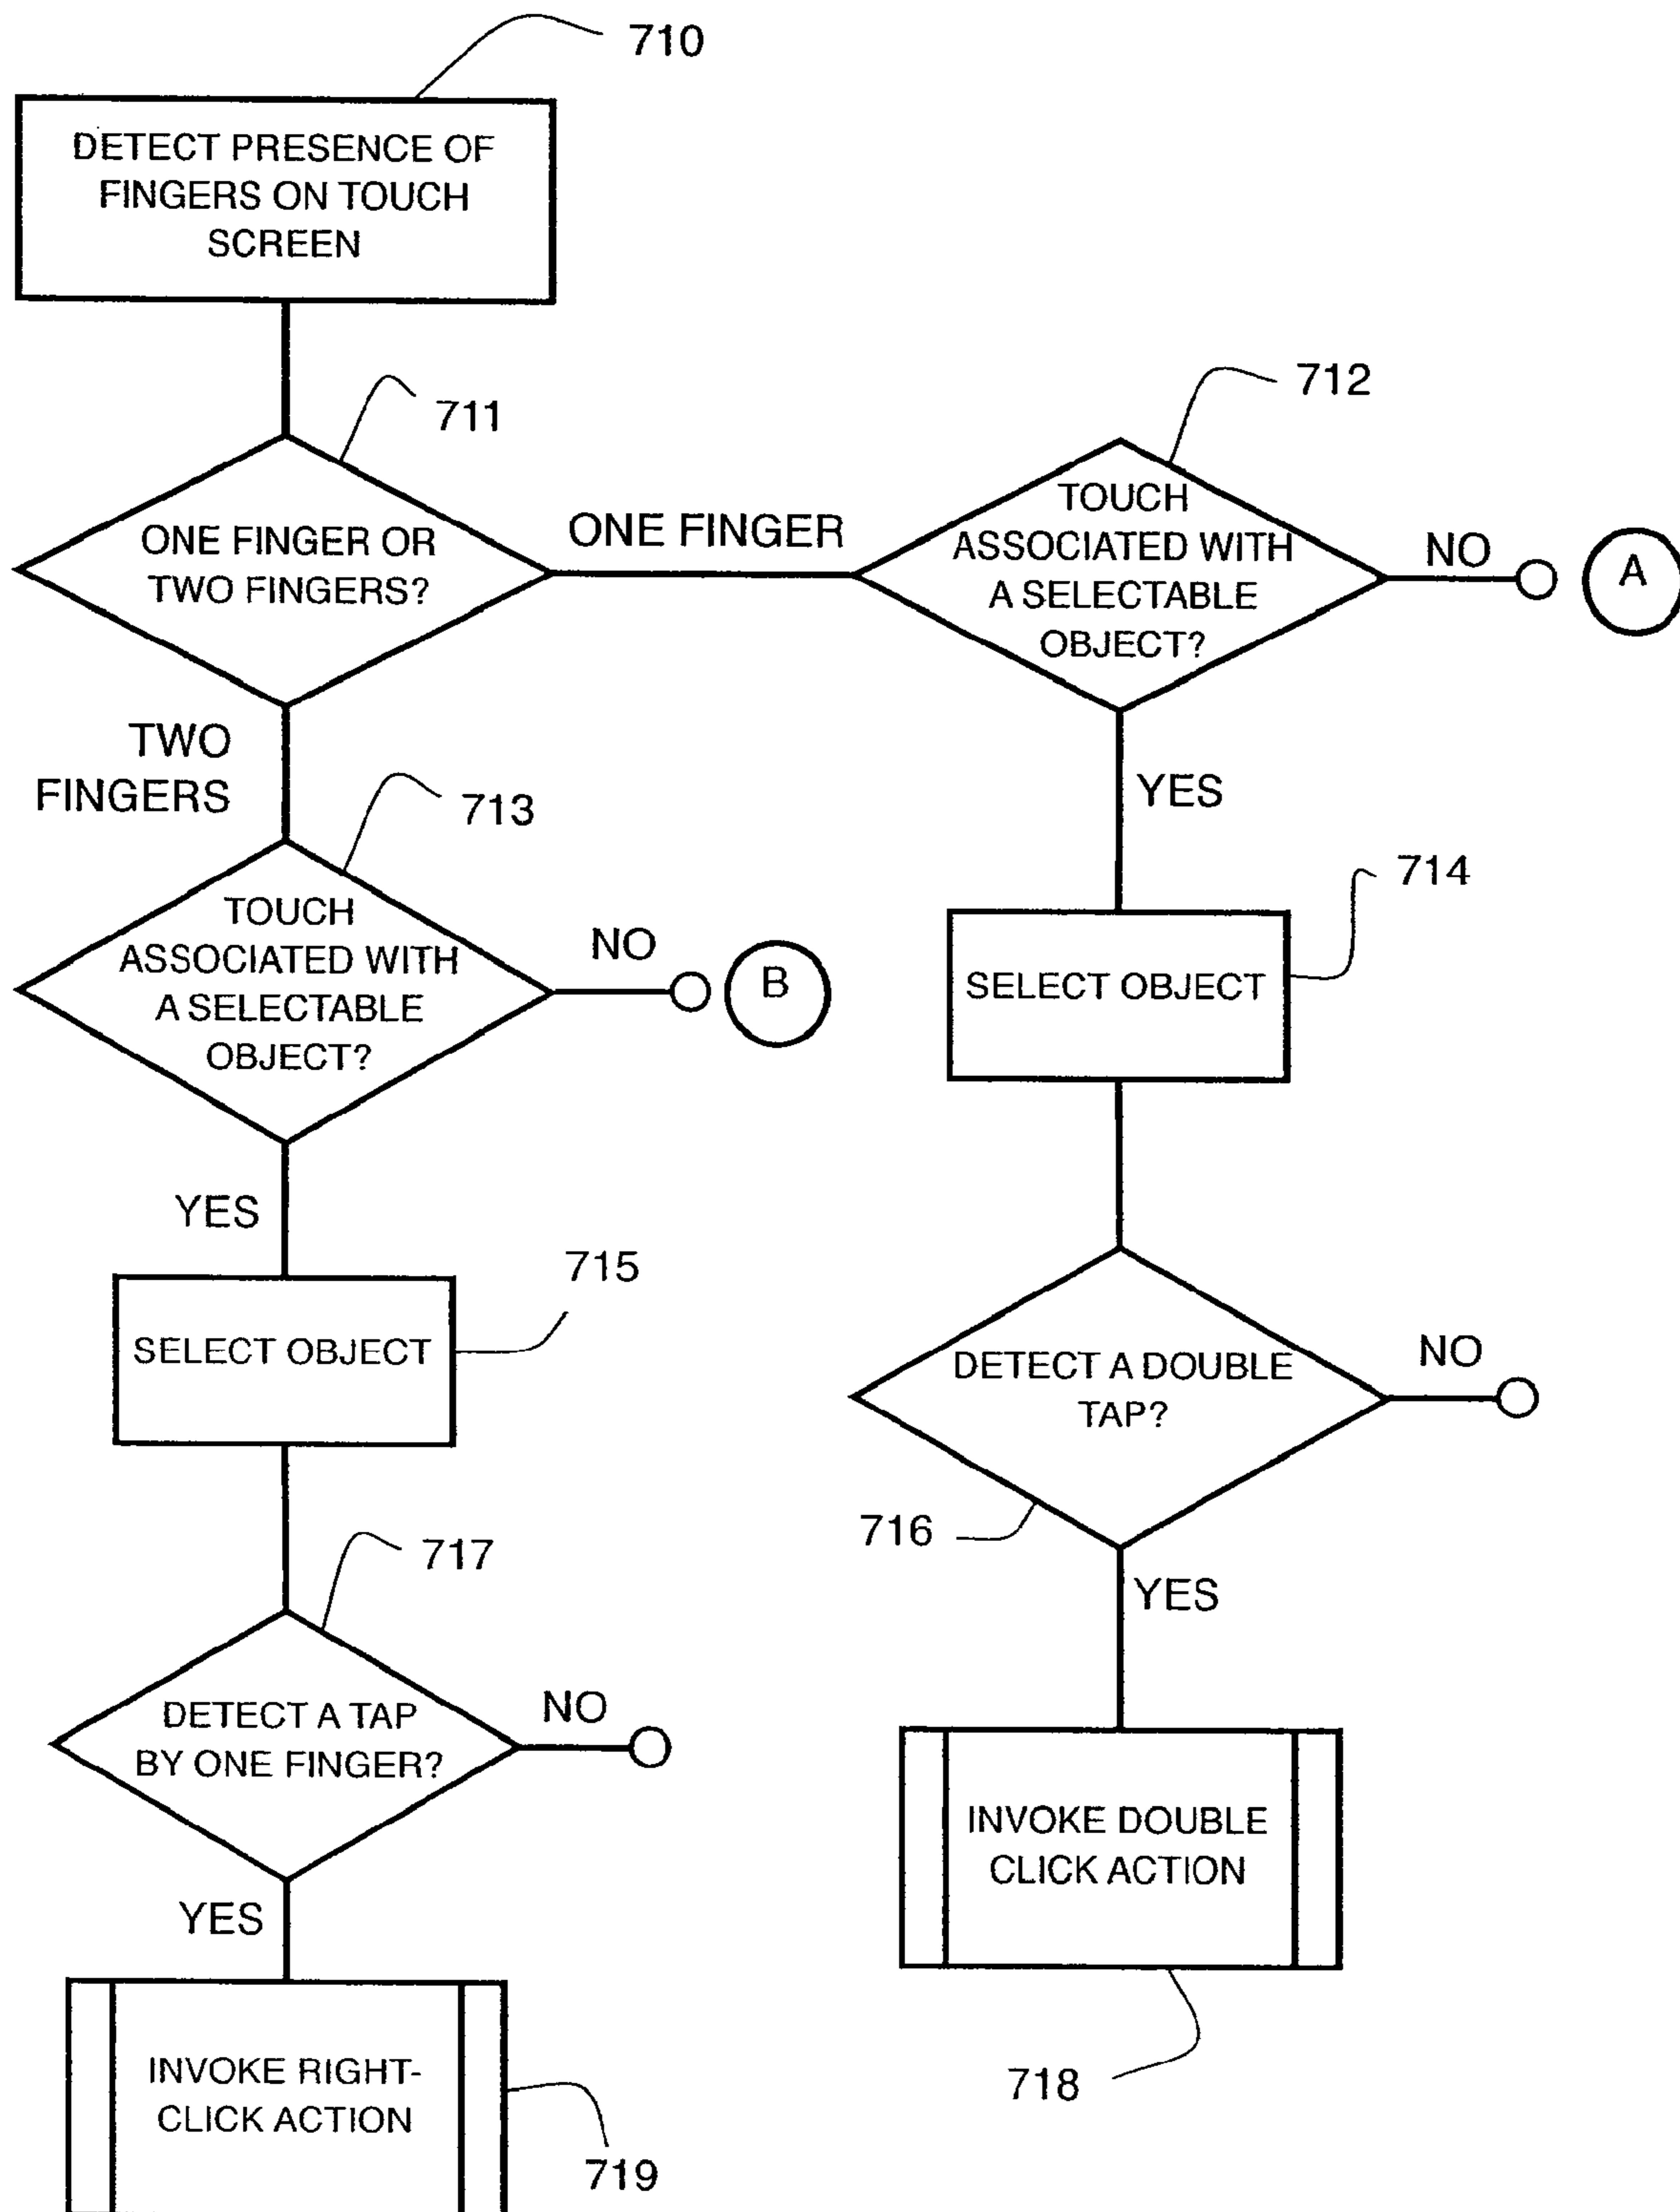 710
DETECT PRESENCE OF
FINGERS ON TOUCH
SCREEN
711
ONE FINGER OR
TWO FINGERS?
ONE FINGER
712
TOUCH
ASSOCIATED WITH
A SELECTABLE
OBJECT?
NO
A
TWO
FINGERS
YES
713
TOUCH
ASSOCIATED WITH
A SELECTABLE
OBJECT?
NO
B
714
SELECT OBJECT
YES
715
SELECT OBJECT
DETECT A DOUBLE
TAP?
NO
716
YES
717
DETECT A TAP
BY ONE FINGER?
NO
INVOKE DOUBLE
CLICK ACTION
718
YES
INVOKE RIGHT-
CLICK ACTION
719